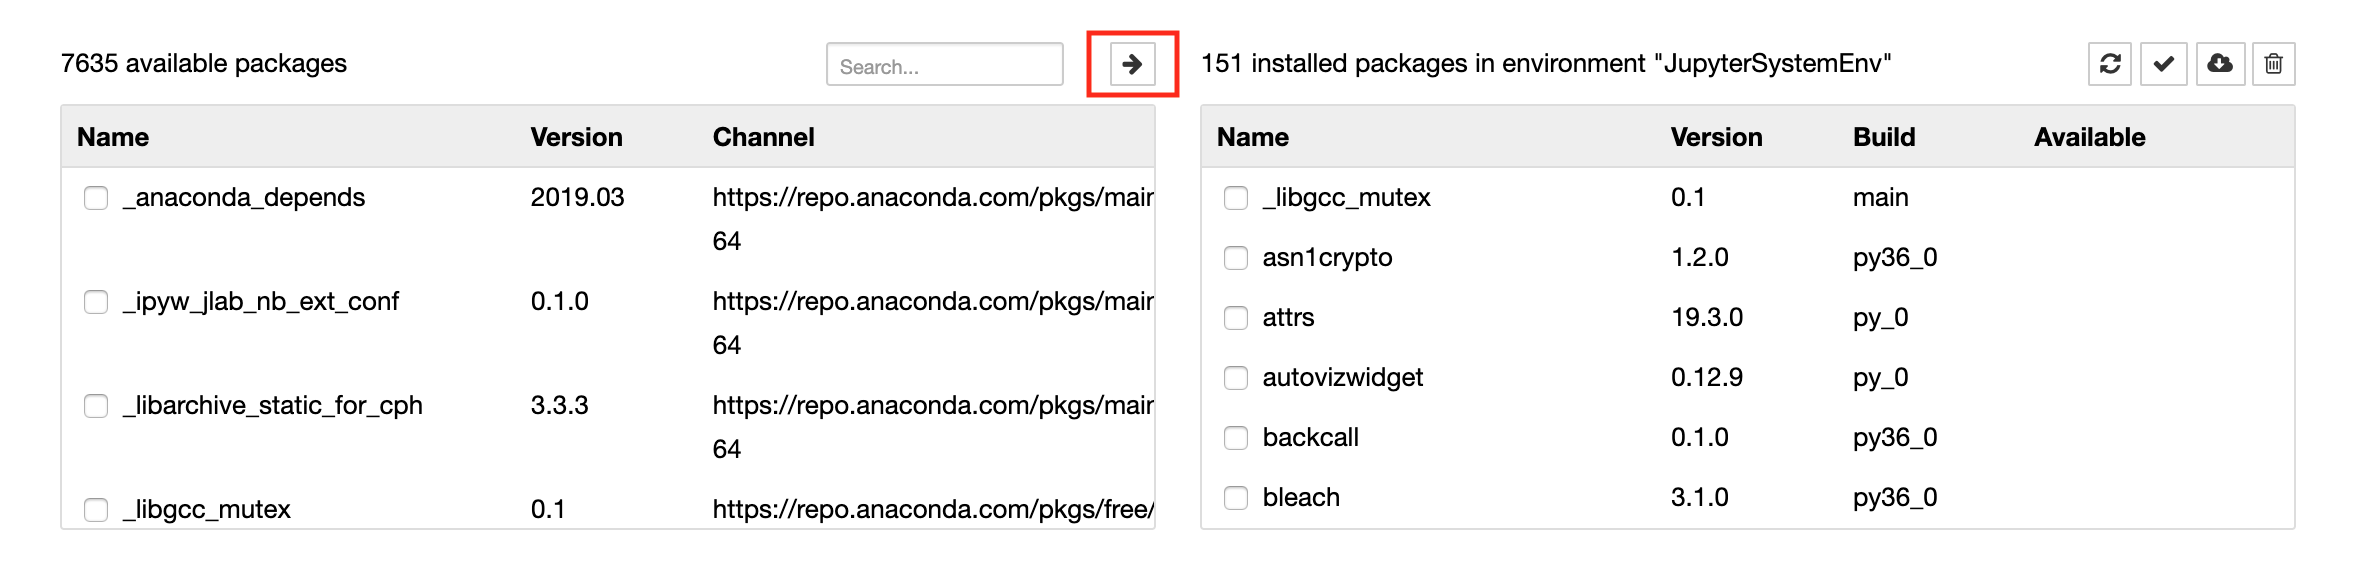 7635 available packages
Search...
Name Version Channel
_anaconda_depends 2019.03 https://repo.anaconda.com/pkgs/main
64
_ipyw_jlab_nb_ext_conf 0.1.0 https://repo.anaconda.com/pkgs/main
64
_libarchive_static_for_cph 3.3.3 https://repo.anaconda.com/pkgs/main
64
_libgcc_mutex 0.1 https://repo.anaconda.com/pkgs/free/
151 installed packages in environment "JupyterSystemEnv"
Name Version Build Available
_libgcc_mutex 0.1 main
asn1crypto 1.2.0 py36_0
attrs 19.3.0 py_0
autovizwidget 0.12.9 py_0
backcall 0.1.0 py36_0
bleach 3.1.0 py36_0